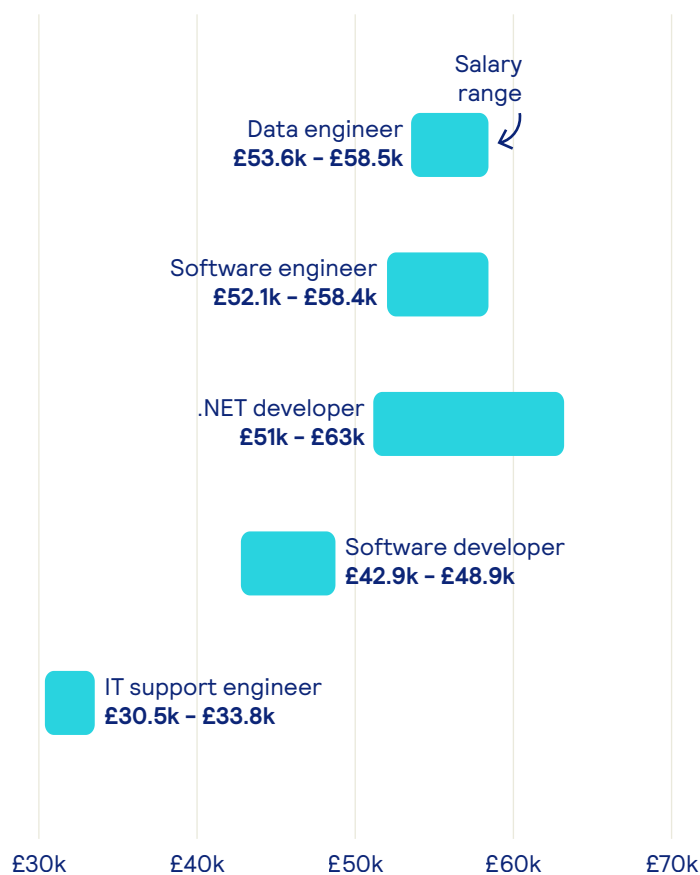 Salary
range
Data engineer
£53.6k – £58.5k
Software engineer
£52.1k – £58.4k
.NET developer
£51k – £63k
Software developer
£42.9k – £48.9k
IT support engineer
£30.5k – £33.8k
£30k £40k £50k £60k £70k